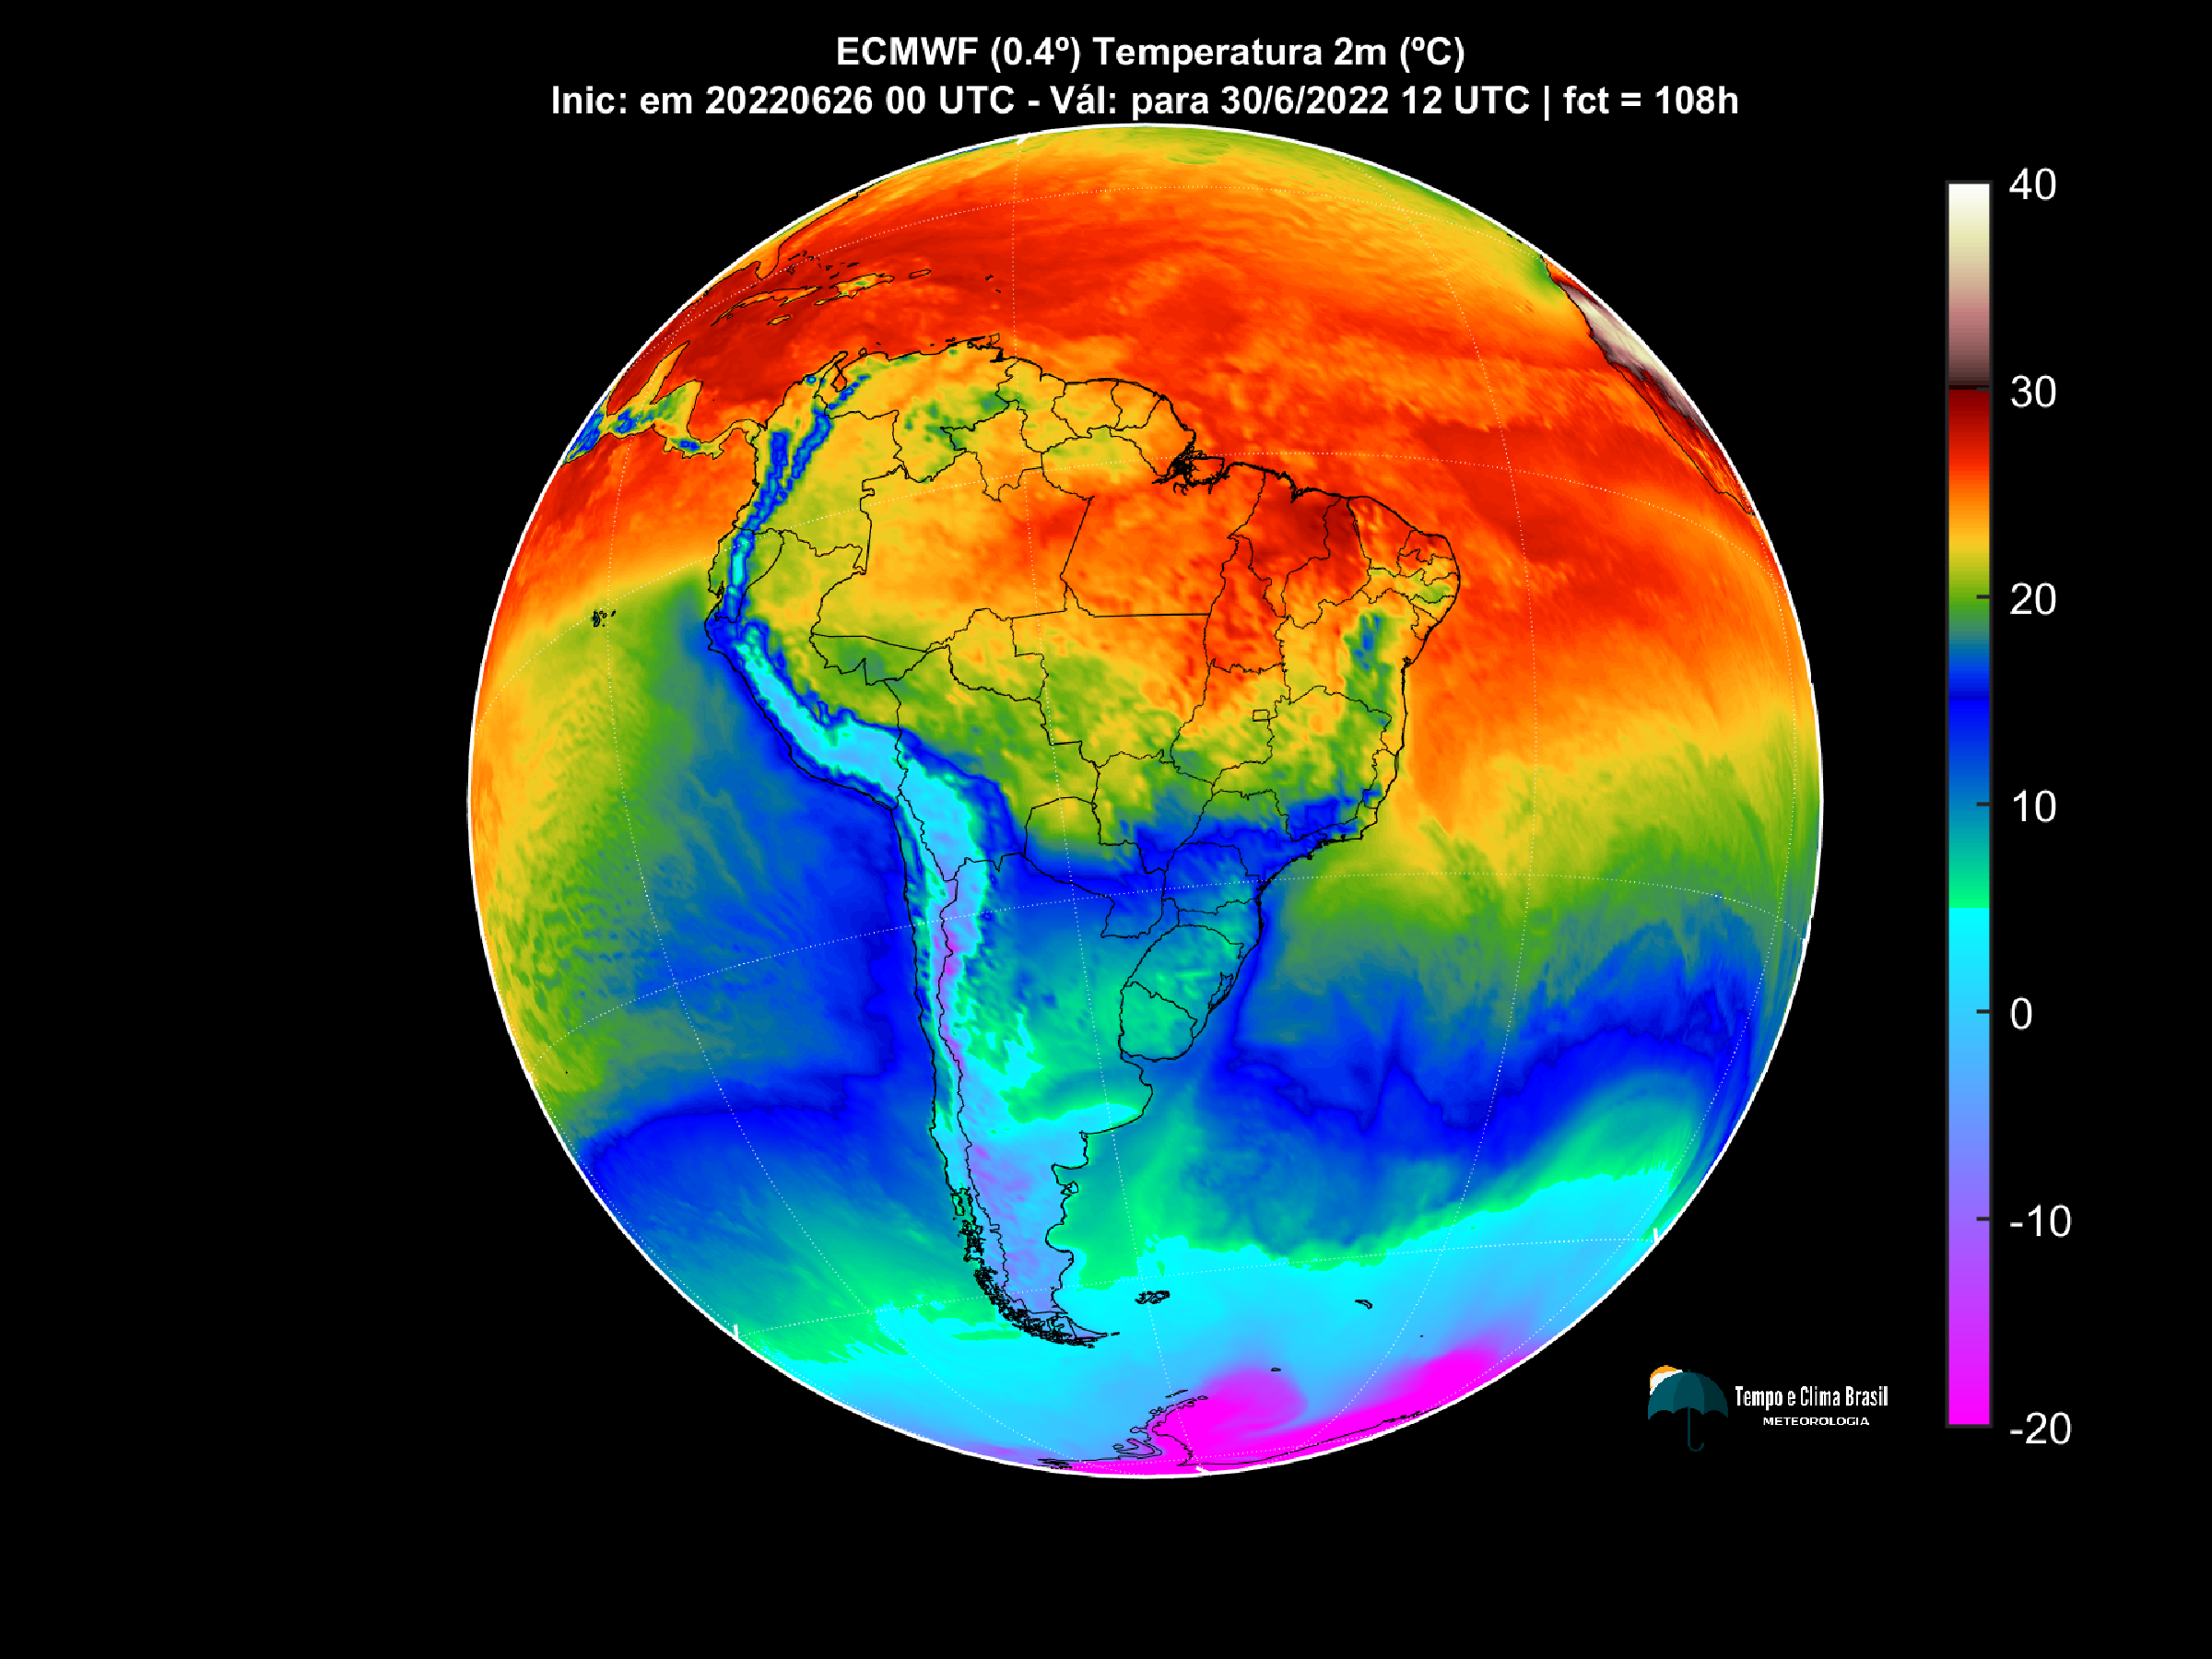 ECMWF (0.4º) Temperatura 2m (ºC)
Inic: em 20220626 00 UTC - Vál: para 30/6/2022 12 UTC | fct = 108h
40
30
20
10
0
-10
-20
Tempo e Clima Brasil
METEOROLOGIA